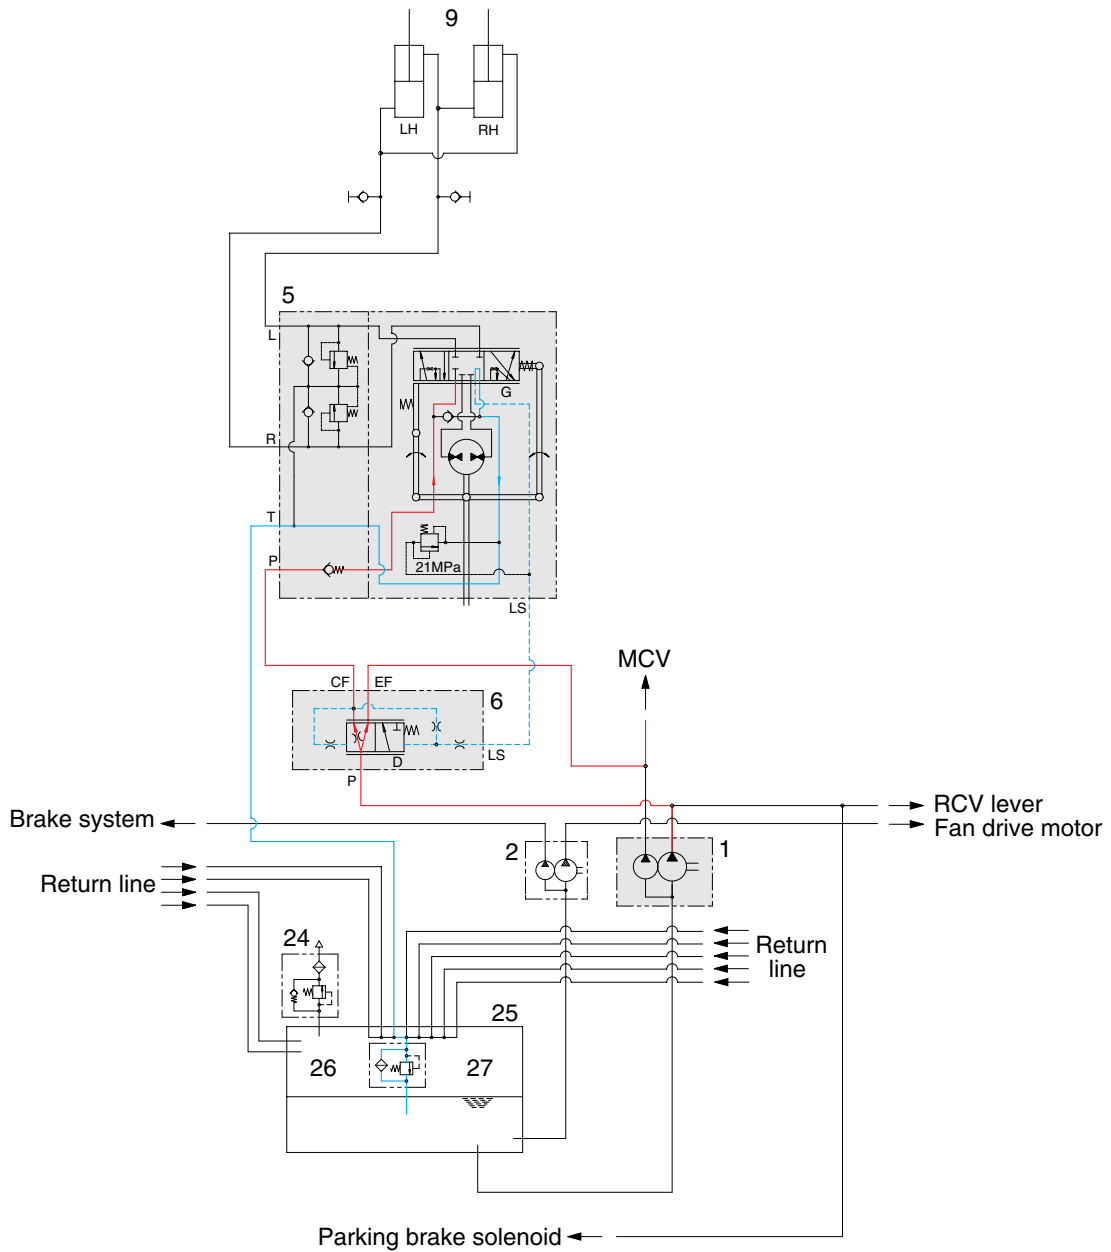 9
LH
RH
5
L
G
R
T
P
21MPa
LS
MCV
CF
EF
6
LS
D
P
RCV lever
Brake system
Fan drive motor
2
1
Return line
24
Return
line
25
26
27
Parking brake solenoid